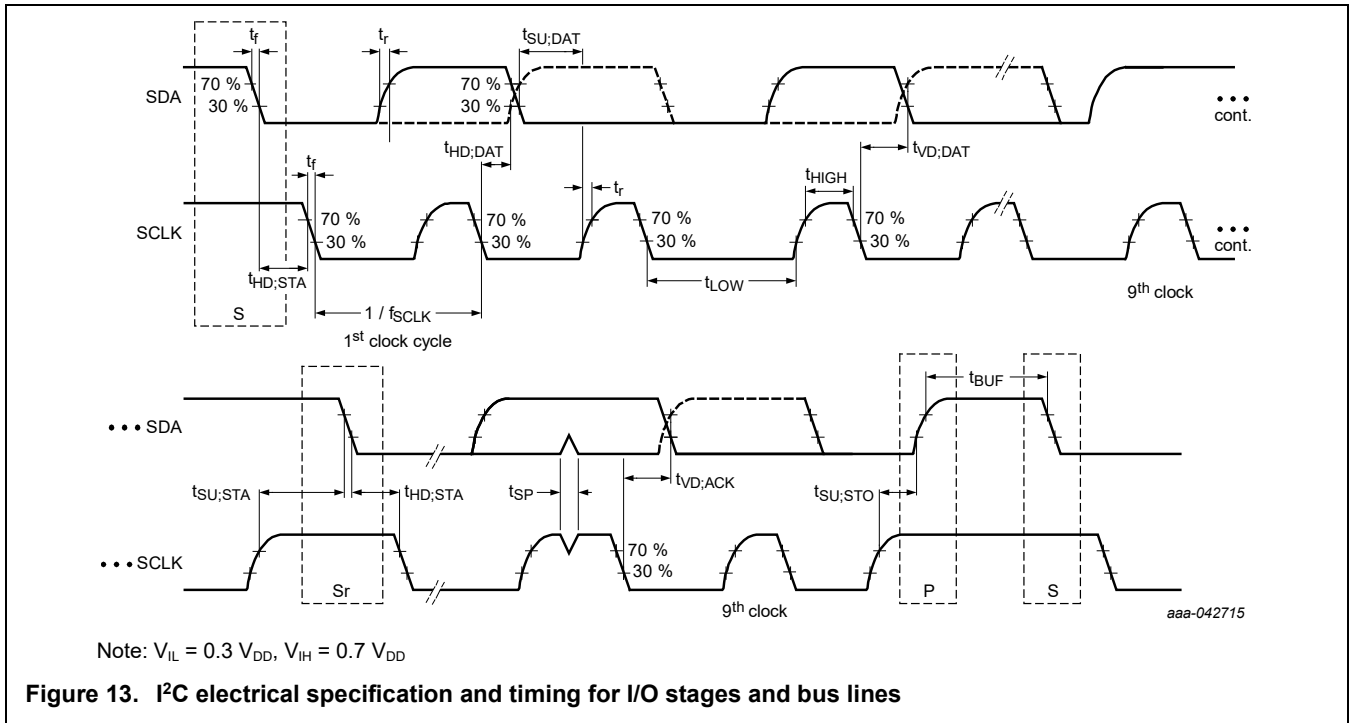 tf
tr
tSU;DAT
70 %
30 %
SDA
70 %
30 %
cont.
tHD;DAT
tVD;DAT
tf
tr
tHIGH
SCLK
70 %
30 %
70 %
30 %
70 %
30 %
70 %
30 %
cont.
tHD;STA
tLOW
9th clock
S
1 / fSCLK
1st clock cycle
tBUF
SDA
tSU;STA
tHD;STA
tSP
tVD;ACK
tSU;STO
SCLK
70 %
30 %
Sr
9th clock
P
S
aaa-042715
Note: VIL = 0.3 VDD, VIH = 0.7 VDD
Figure 13. I²C electrical specification and timing for I/O stages and bus lines